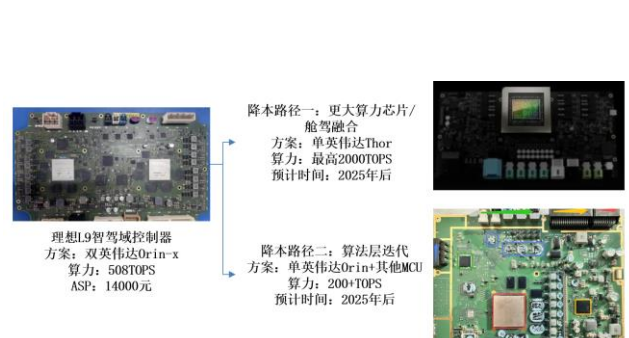 理想L9智驾域控制器
方案：双英伟达Orin-x
算力：508TOPS
ASP：14000元
降本路径一：更大算力芯片/
舱驾融合
方案：单英伟达Thor
算力：最高2000TOPS
预计时间：2025年后
降本路径二：算法层迭代
方案：单英伟达Orin+其他MCU
算力：200+TOPS
预计时间：2025年后